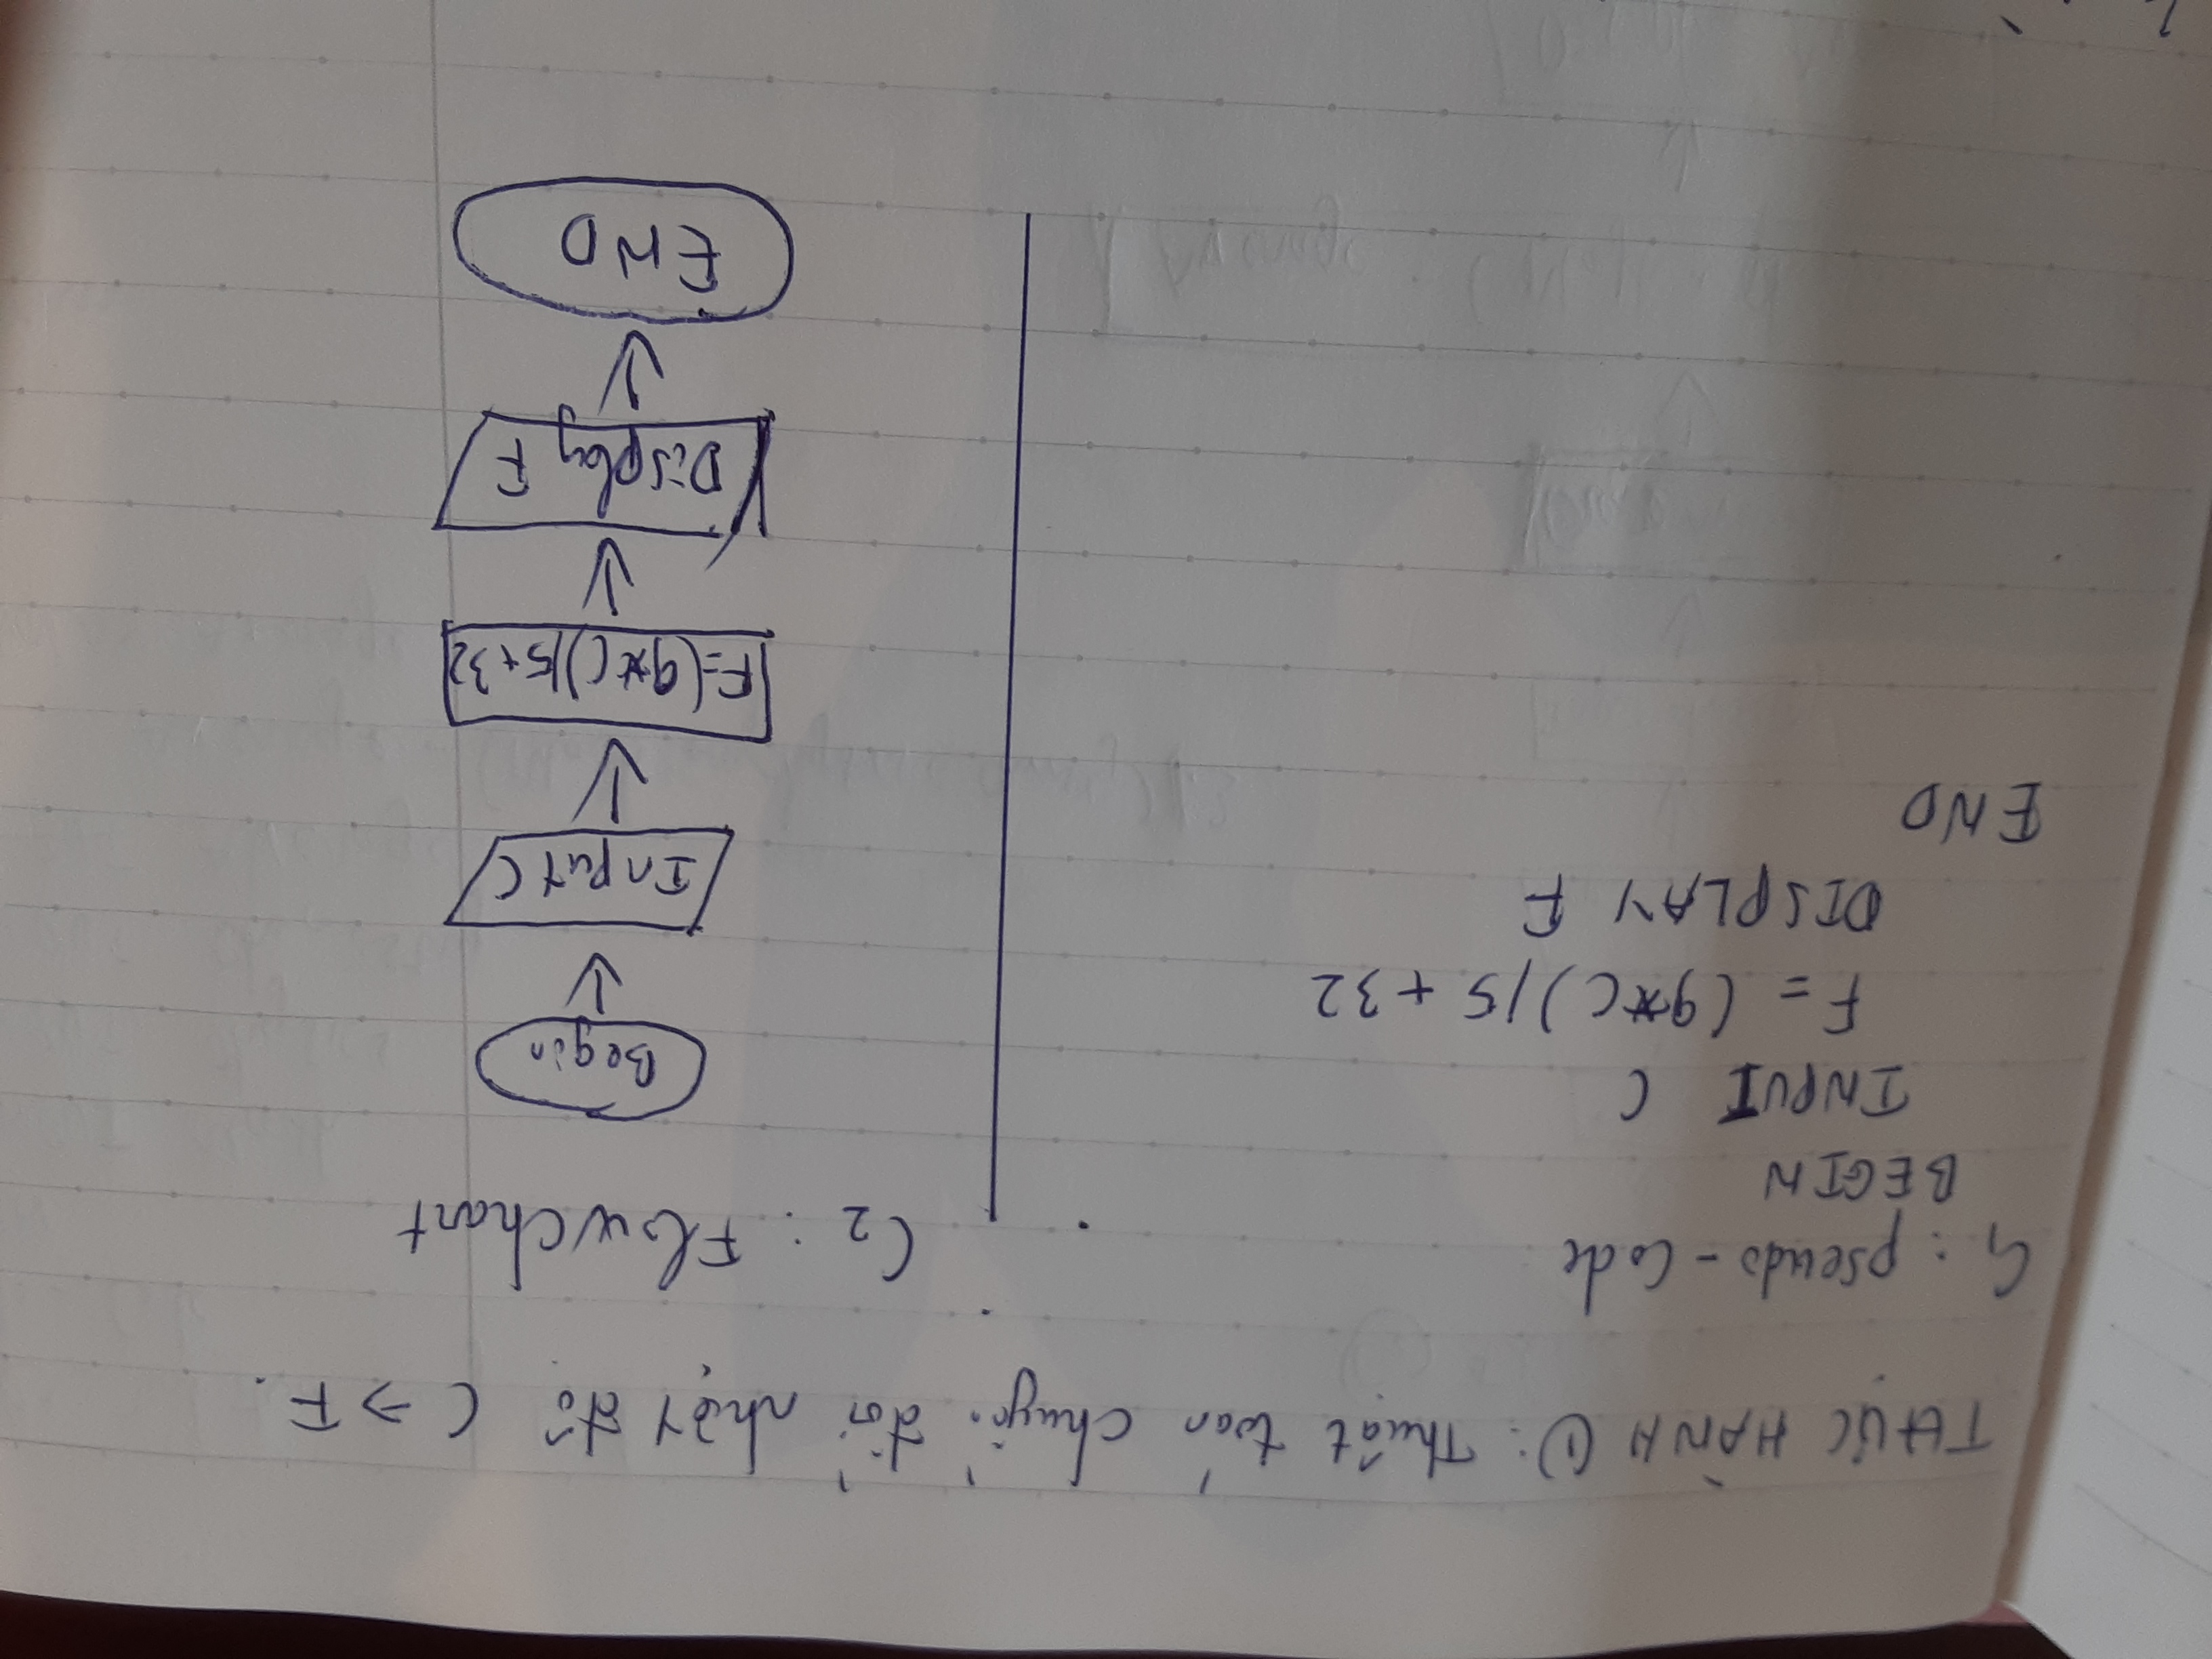 THỰC HÀNH ①: Thuật toán chuyển đổi nhiệt độ C → F.
C1 : pseudo - Code
BEGIN
INPUT C
F = (9*C)/5 + 32
DISPLAY F
END
C2 : Flowchart
Begin
Input C
F=(9*C)/5+32
Display F
END